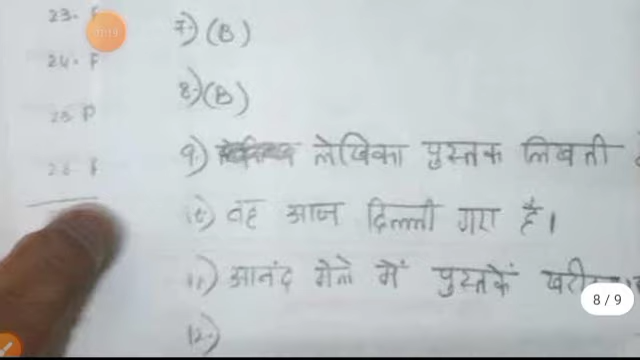 23. F
24. F
25 P
26 F
7) (B)
8) (B)
9) लेखिका पुस्तक लिखती
10) वह आज दिल्ली गया है।
11) आनंद मेले में पुस्तकें
12)
8 / 9